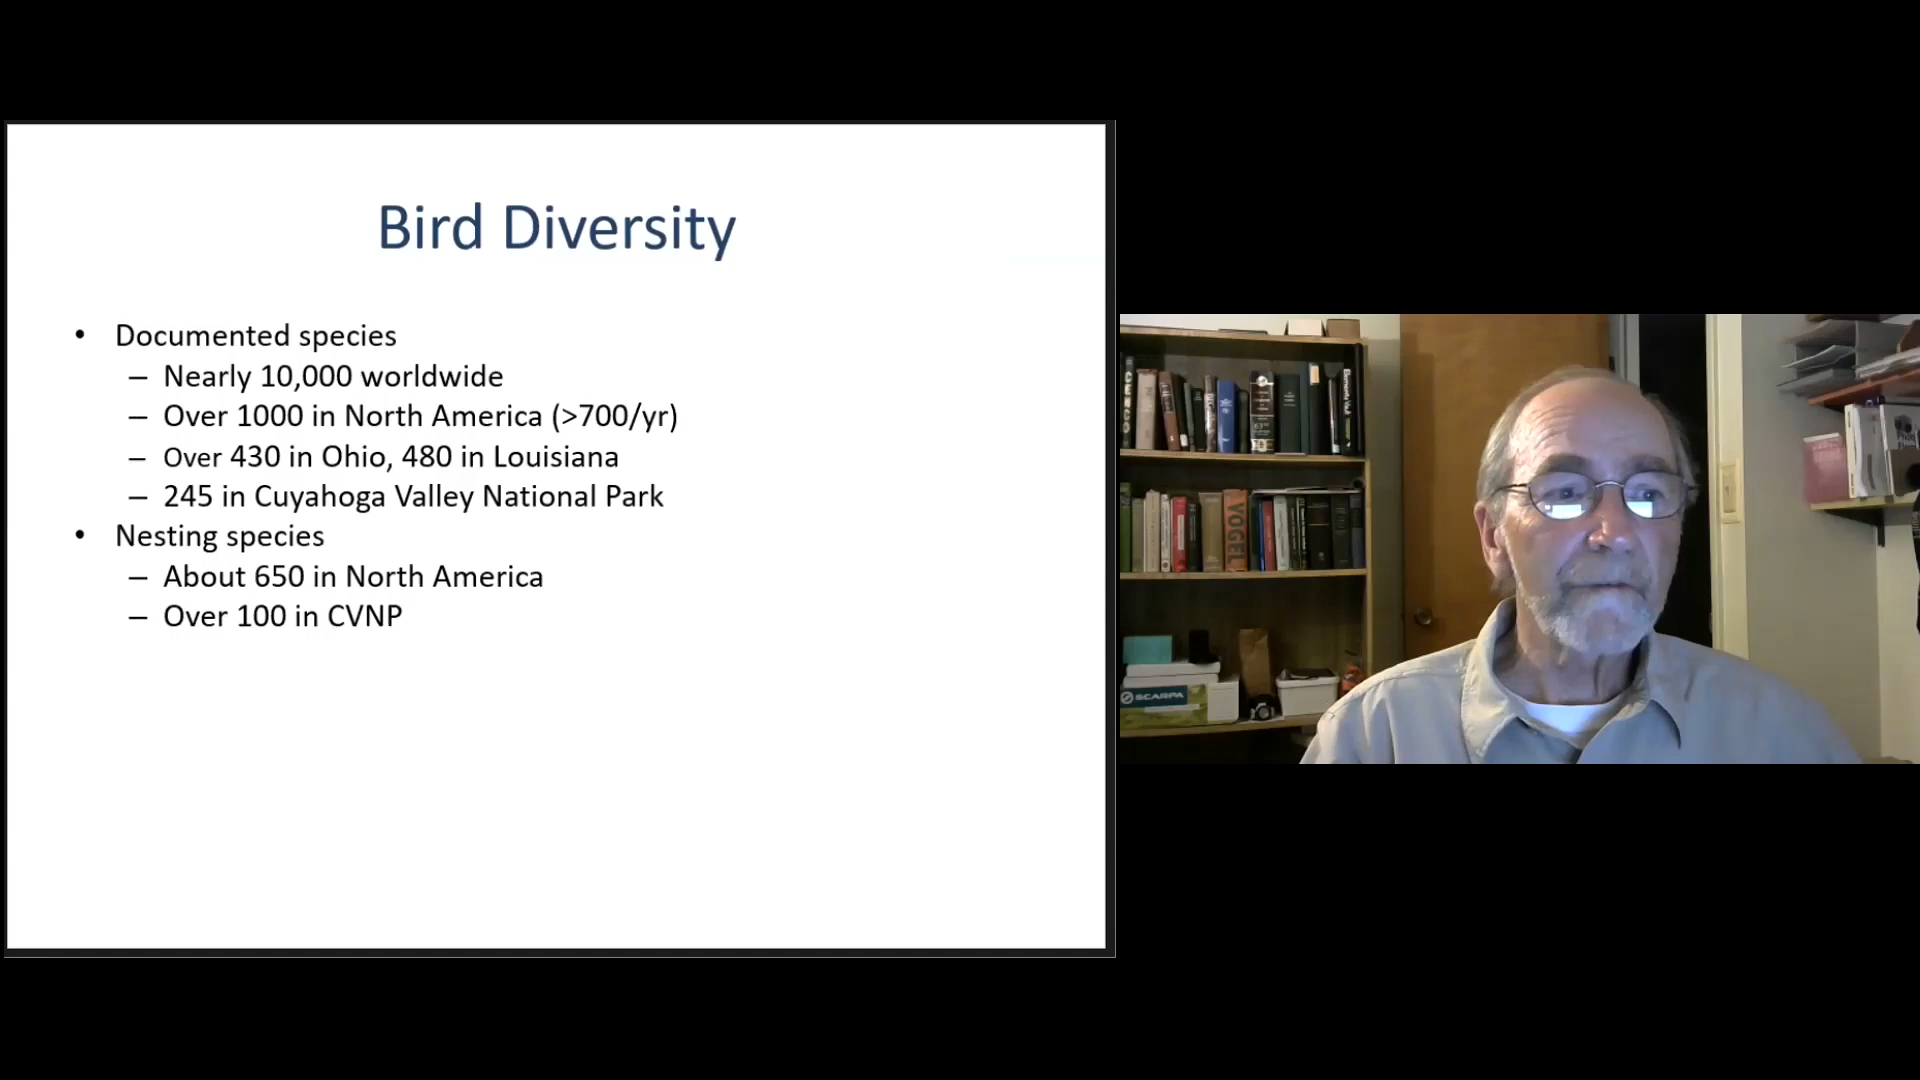 Bird Diversity
• Documented species
– Nearly 10,000 worldwide
– Over 1000 in North America (>700/yr)
– Over 430 in Ohio, 480 in Louisiana
– 245 in Cuyahoga Valley National Park
• Nesting species
– About 650 in North America
– Over 100 in CVNP
VOGEL
SCARPA